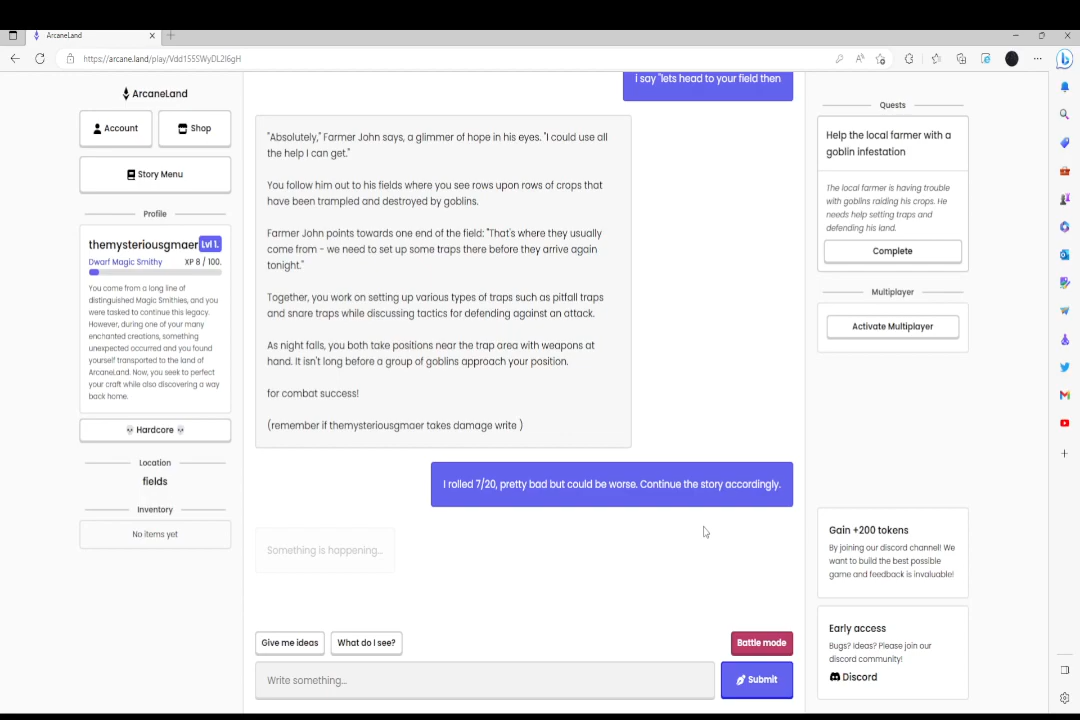 ArcaneLand
https://arcane.land/play/Vdd155SWyDL2l6gH
ArcaneLand
Account
Shop
Story Menu
Profile
themysteriousgmaer Lvl 1.
Dwarf Magic Smithy
XP 8 / 100.
You come from a long line of
distinguished Magic Smithies, and you
were tasked to continue this legacy.
However, during one of your many
enchanted creations, something
unexpected occurred and you found
yourself transported to the land of
ArcaneLand. Now, you seek to perfect
your craft while also discovering a way
back home.
Hardcore
Location
fields
Inventory
No items yet
i say "lets head to your field then
"Absolutely," Farmer John says, a glimmer of hope in his eyes. "I could use all
the help I can get."
You follow him out to his fields where you see rows upon rows of crops that
have been trampled and destroyed by goblins.
Farmer John points towards one end of the field: "That's where they usually
come from - we need to set up some traps there before they arrive again
tonight."
Together, you work on setting up various types of traps such as pitfall traps
and snare traps while discussing tactics for defending against an attack.
As night falls, you both take positions near the trap area with weapons at
hand. It isn't long before a group of goblins approach your position.
for combat success!
(remember if themysteriousgmaer takes damage write )
I rolled 7/20, pretty bad but could be worse. Continue the story accordingly.
Something is happening...
Give me ideas
What do I see?
Battle mode
Write something...
Submit
Quests
Help the local farmer with a
goblin infestation
The local farmer is having trouble
with goblins raiding his crops. He
needs help setting traps and
defending his land.
Complete
Multiplayer
Activate Multiplayer
Gain +200 tokens
By joining our discord channel! We
want to build the best possible
game and feedback is invaluable!
Early access
Bugs? Ideas? Please join our
discord community!
Discord